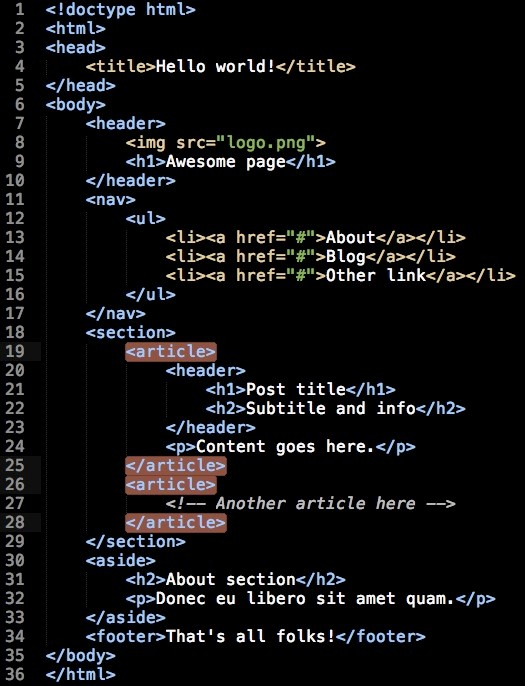 1 <!doctype html>
2 <html>
3 <head>
4     <title>Hello world!</title>
5 </head>
6 <body>
7     <header>
8         <img src="logo.png">
9         <h1>Awesome page</h1>
10     </header>
11     <nav>
12         <ul>
13             <li><a href="#">About</a></li>
14             <li><a href="#">Blog</a></li>
15             <li><a href="#">Other link</a></li>
16         </ul>
17     </nav>
18     <section>
19         <article>
20             <header>
21                 <h1>Post title</h1>
22                 <h2>Subtitle and info</h2>
23             </header>
24             <p>Content goes here.</p>
25         </article>
26         <article>
27             <!-- Another article here -->
28         </article>
29     </section>
30     <aside>
31         <h2>About section</h2>
32         <p>Donec eu libero sit amet quam.</p>
33     </aside>
34     <footer>That's all folks!</footer>
35 </body>
36 </html>